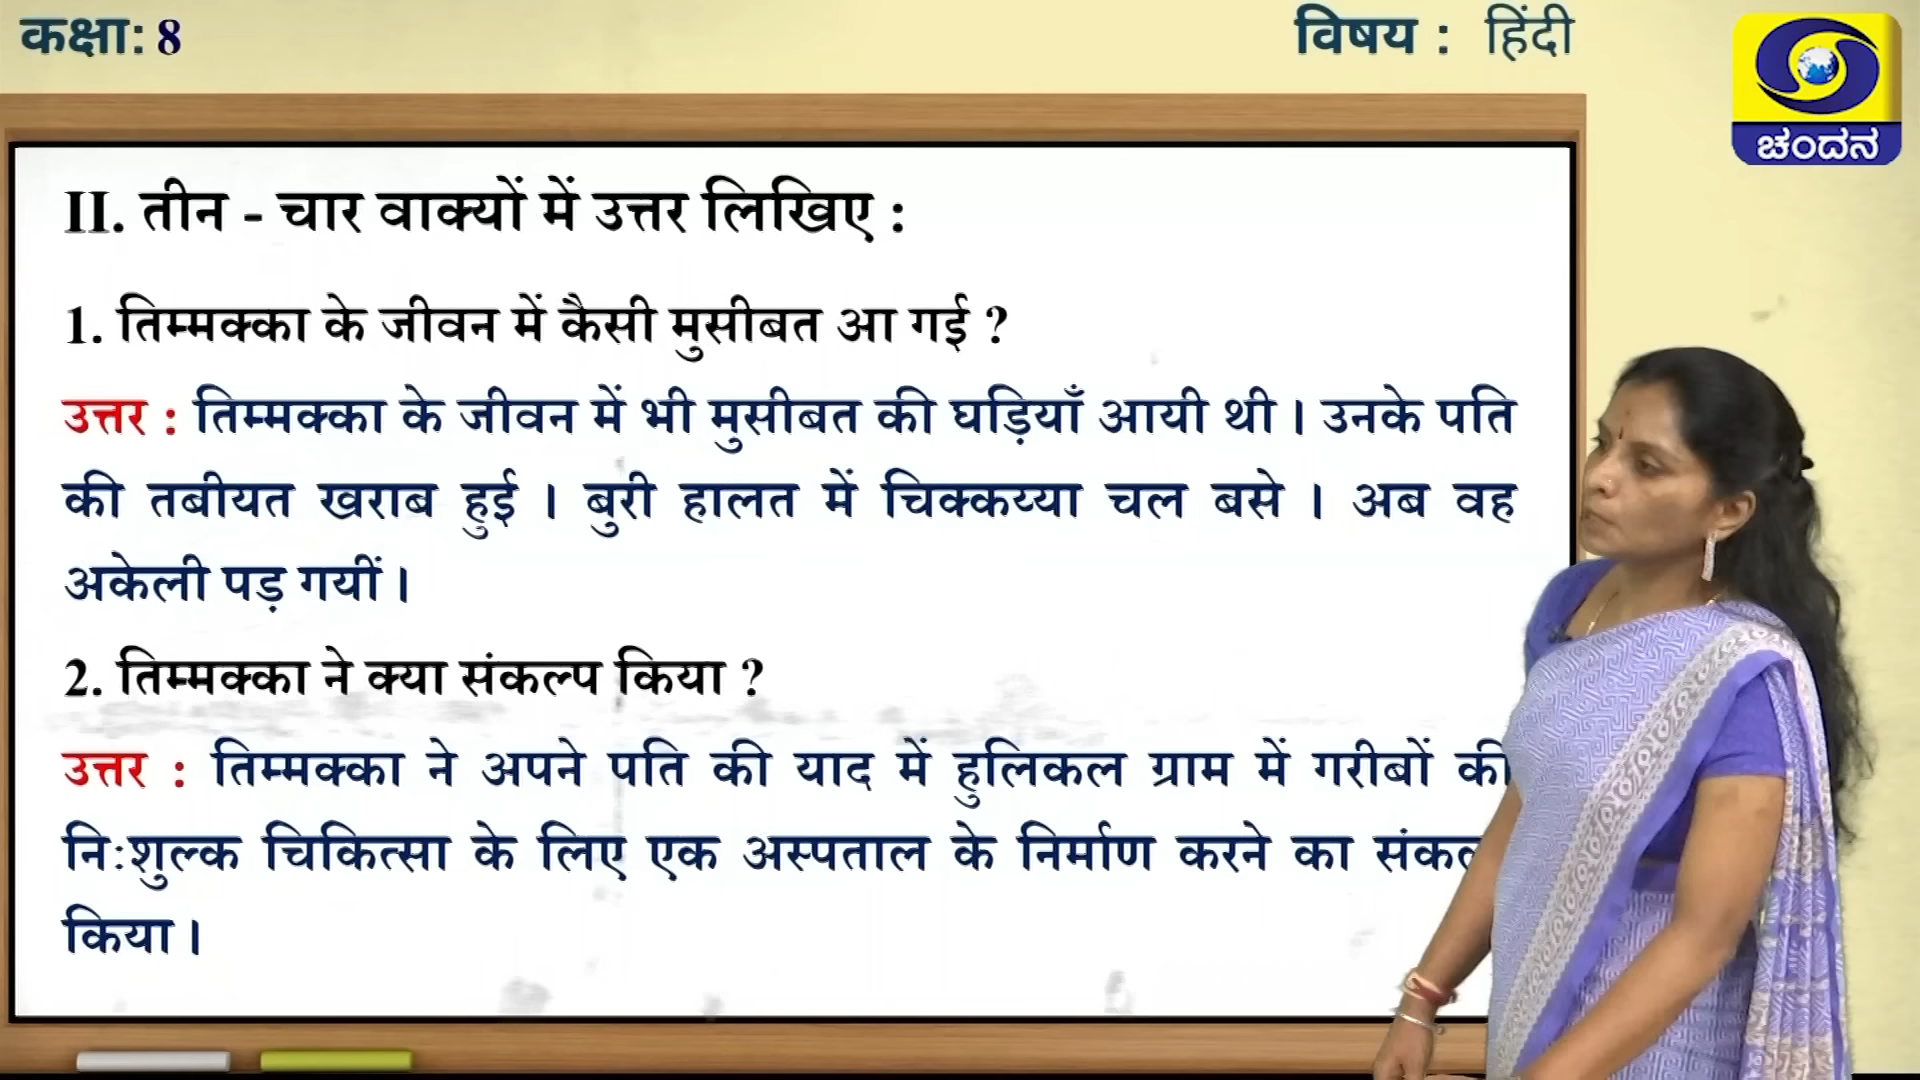 कक्षा: 8
विषय : हिंदी
ಚಂದನ
II. तीन - चार वाक्यों में उत्तर लिखिए :
1. तिम्मक्का के जीवन में कैसी मुसीबत आ गई ?
उत्तर : तिम्मक्का के जीवन में भी मुसीबत की घड़ियाँ आयी थी । उनके पति
की तबीयत खराब हुई । बुरी हालत में चिक्कय्या चल बसे । अब वह
अकेली पड़ गयीं ।
2. तिम्मक्का ने क्या संकल्प किया ?
उत्तर : तिम्मक्का ने अपने पति की याद में हुलिकल ग्राम में गरीबों की
नि:शुल्क चिकित्सा के लिए एक अस्पताल के निर्माण करने का
किया ।